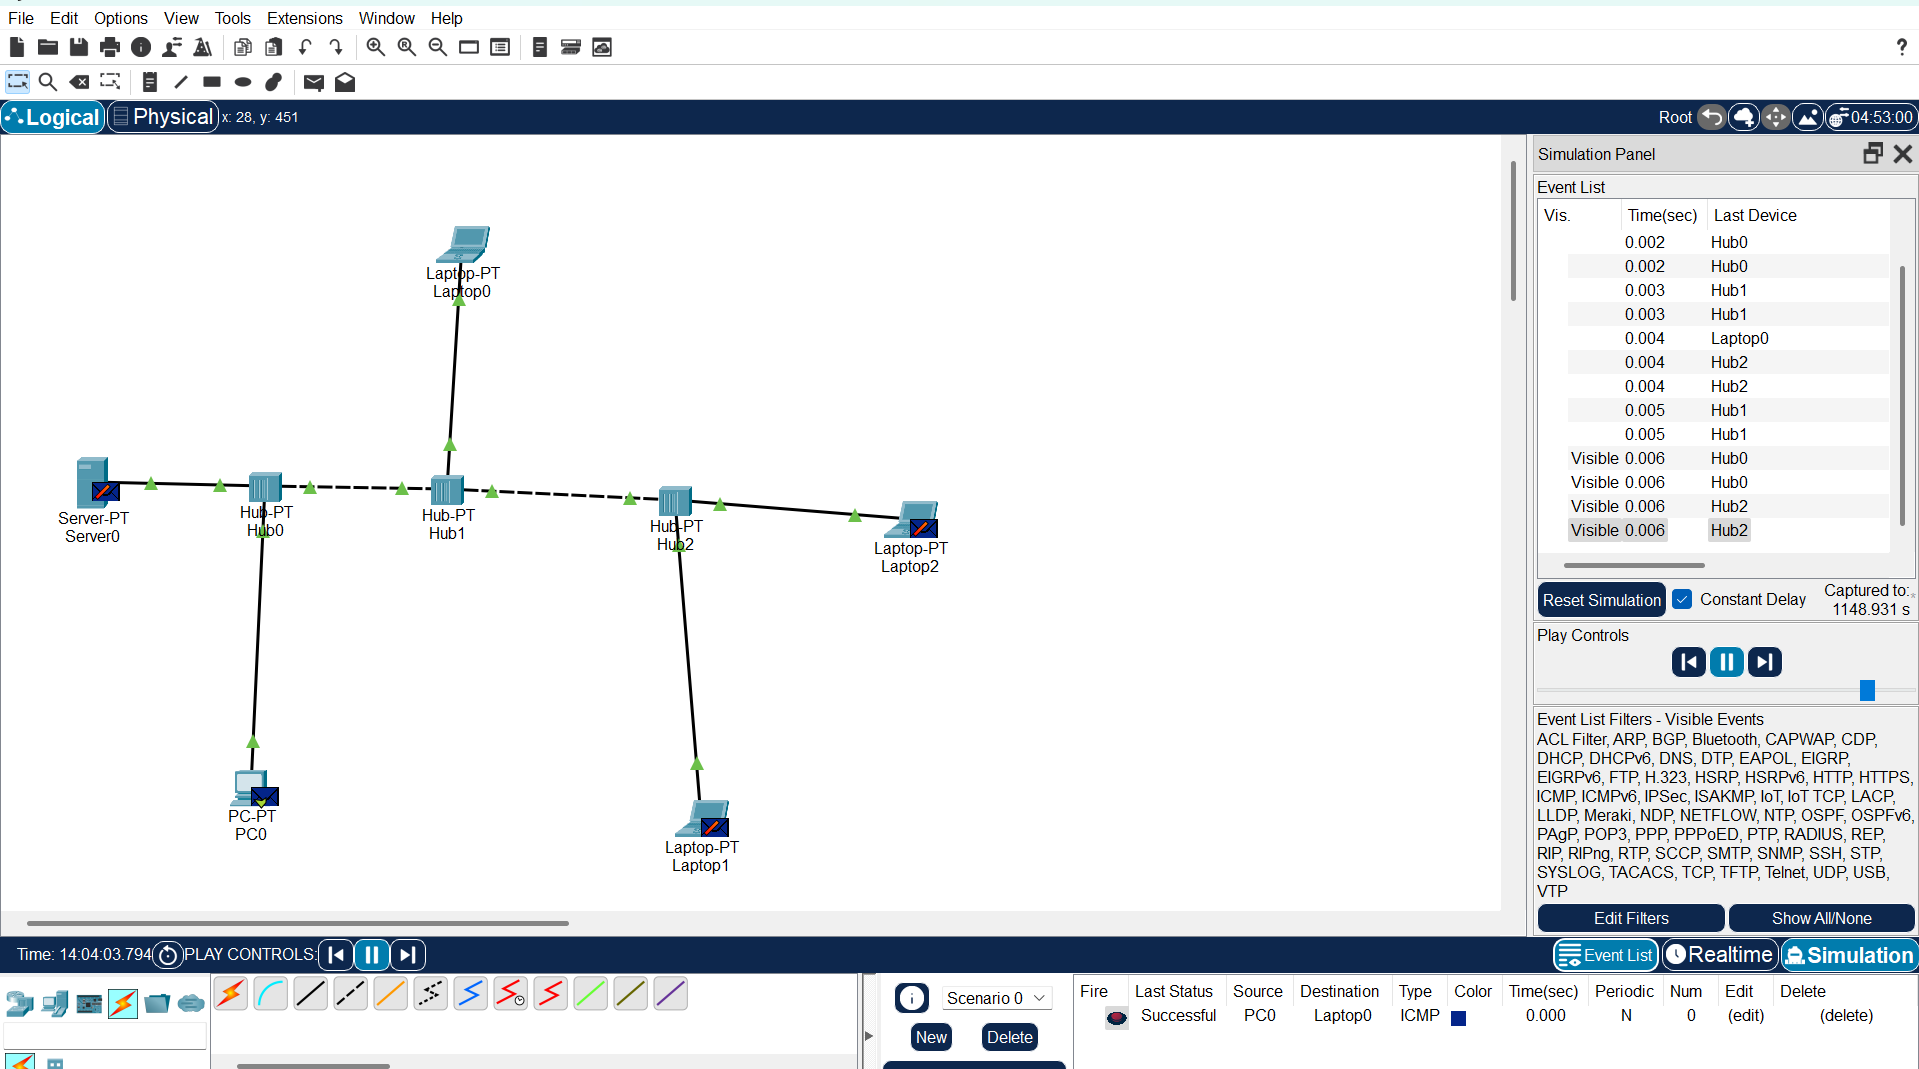 File Edit Options View Tools Extensions Window Help
?
Logical Physical x: 28, y: 451 Root 04:53:00
Laptop-PT
Laptop0
Server-PT
Server0
Hub-PT
Hub0
Hub-PT
Hub1
Hub-PT
Hub2
Laptop-PT
Laptop2
PC-PT
PC0
Laptop-PT
Laptop1
Simulation Panel
Event List
Vis. Time(sec) Last Device
0.002 Hub0
0.002 Hub0
0.003 Hub1
0.003 Hub1
0.004 Laptop0
0.004 Hub2
0.004 Hub2
0.005 Hub1
0.005 Hub1
Visible 0.006 Hub0
Visible 0.006 Hub0
Visible 0.006 Hub2
Visible 0.006 Hub2
Reset Simulation Constant Delay Captured to:*
1148.931 s
Play Controls
Event List Filters - Visible Events
ACL Filter, ARP, BGP, Bluetooth, CAPWAP, CDP,
DHCP, DHCPv6, DNS, DTP, EAPOL, EIGRP,
EIGRPv6, FTP, H.323, HSRP, HSRPv6, HTTP, HTTPS,
ICMP, ICMPv6, IPSec, ISAKMP, IoT, IoT TCP, LACP,
LLDP, Meraki, NDP, NETFLOW, NTP, OSPF, OSPFv6,
PAgP, POP3, PPP, PPPoED, PTP, RADIUS, REP,
RIP, RIPng, RTP, SCCP, SMTP, SNMP, SSH, STP,
SYSLOG, TACACS, TCP, TFTP, Telnet, UDP, USB,
VTP
Edit Filters Show All/None
Time: 14:04:03.794 PLAY CONTROLS: Event List Realtime Simulation
Scenario 0
New Delete
Fire Last Status Source Destination Type Color Time(sec) Periodic Num Edit Delete
Successful PC0 Laptop0 ICMP 0.000 N 0 (edit) (delete)